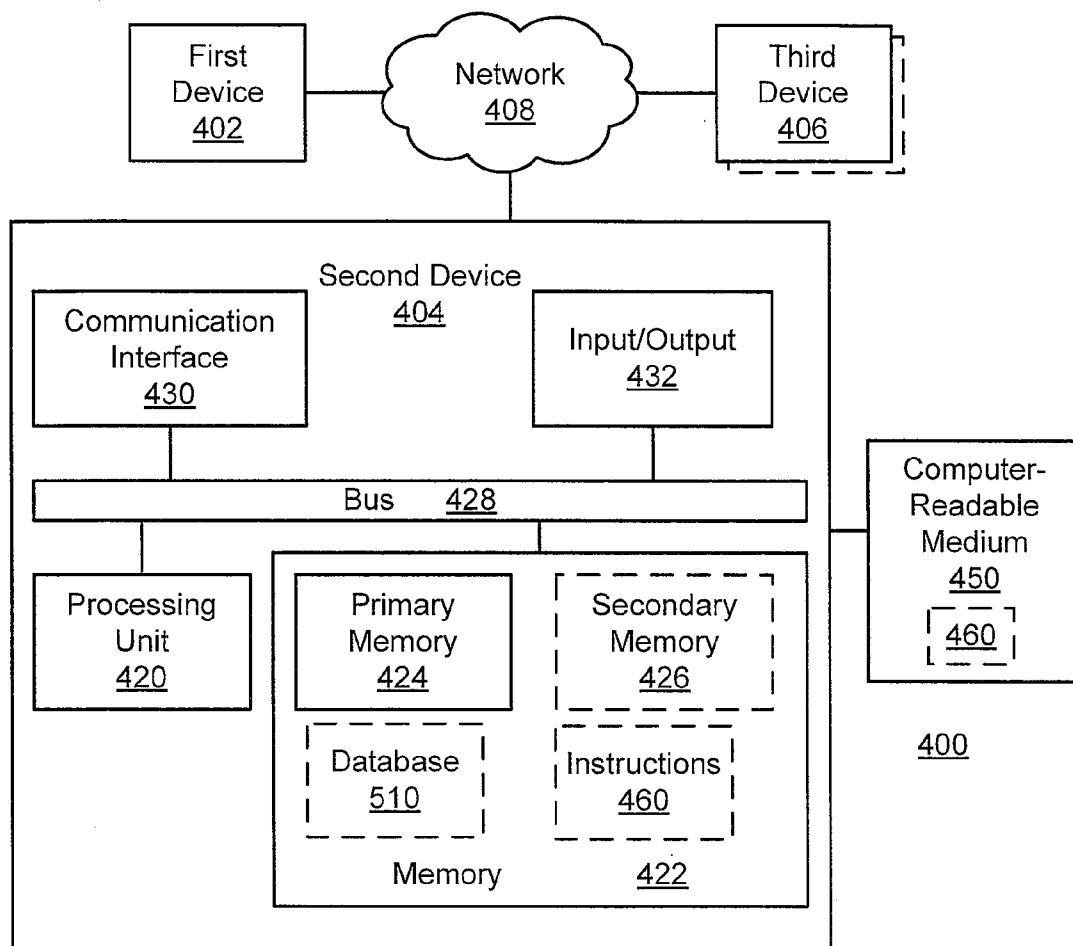 First
Device
402
Network
408
Third
Device
406
Second Device
404
Communication
Interface
430
Input/Output
432
Bus 428
Processing
Unit
420
Primary
Memory
424
Secondary
Memory
426
Database
510
Instructions
460
Memory 422
Computer-
Readable
Medium
450
460
400